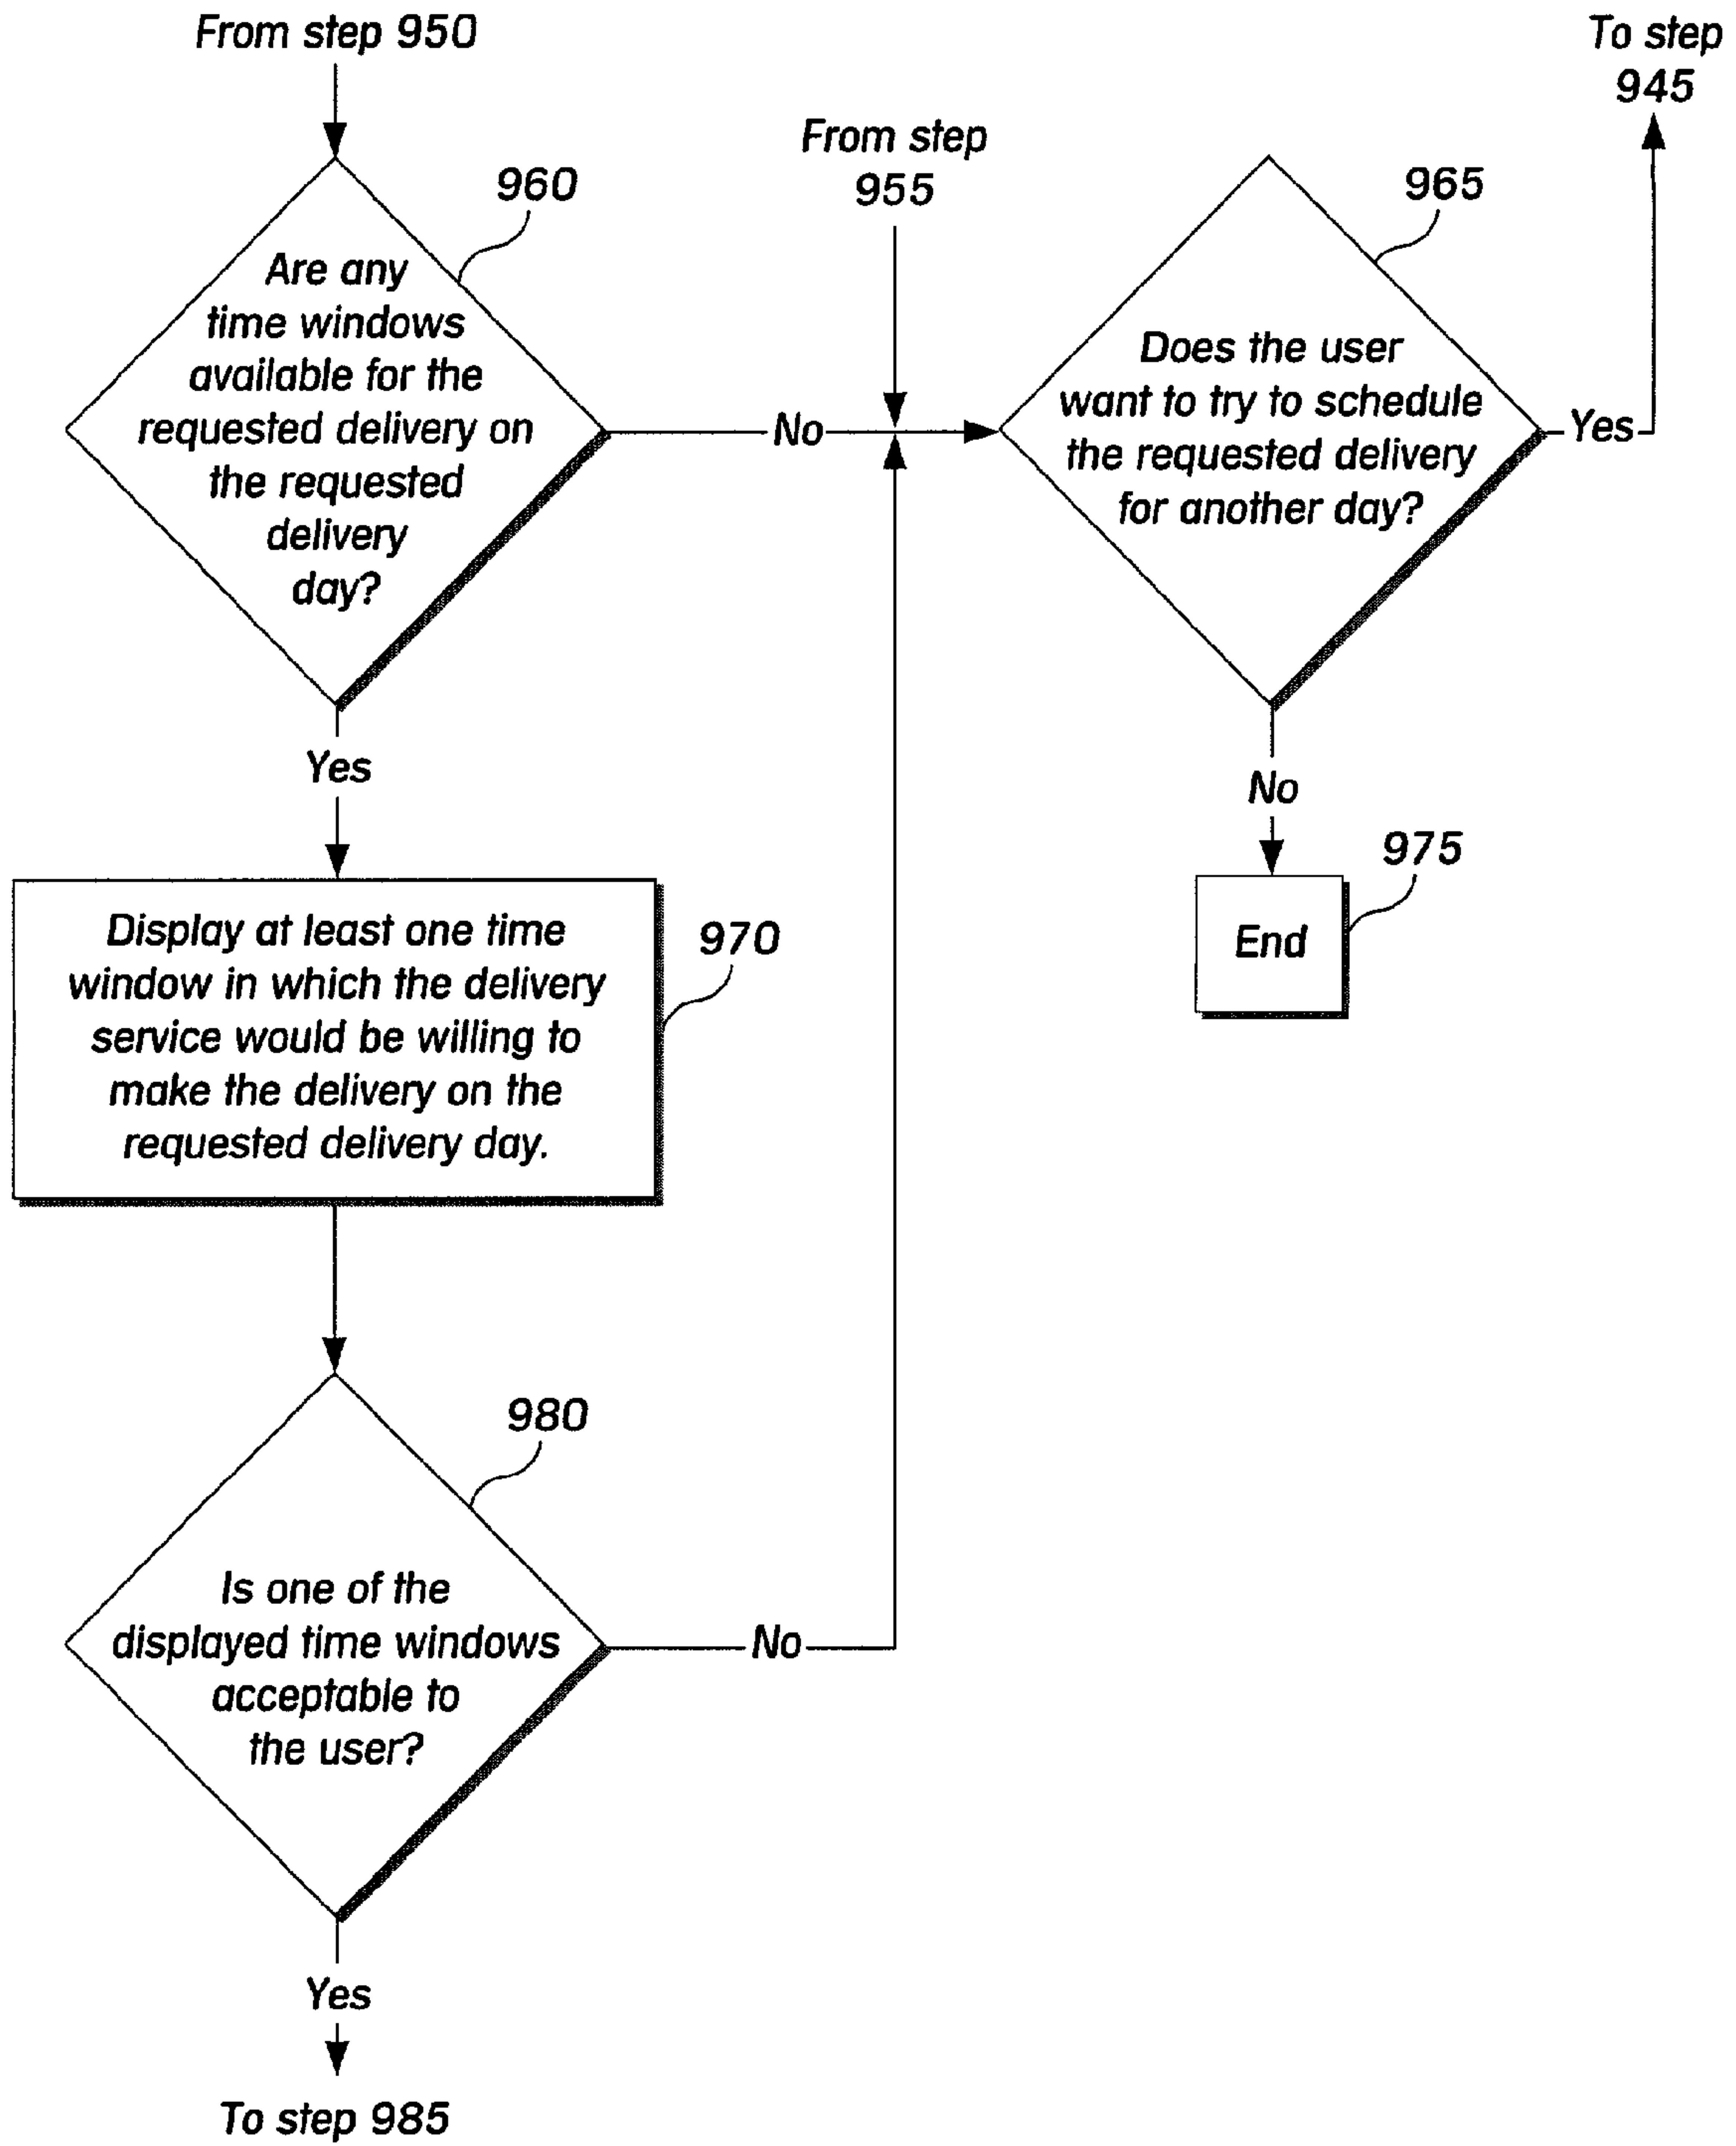 From step 950
960
Are any
time windows
available for the
requested delivery on
the requested
delivery
day?
No
Yes
From step
955
To step
945
965
Does the user
want to try to schedule
the requested delivery
for another day?
Yes
No
975
End
Display at least one time
window in which the delivery
service would be willing to
make the delivery on the
requested delivery day.
970
980
Is one of the
displayed time windows
acceptable to
the user?
No
Yes
To step 985